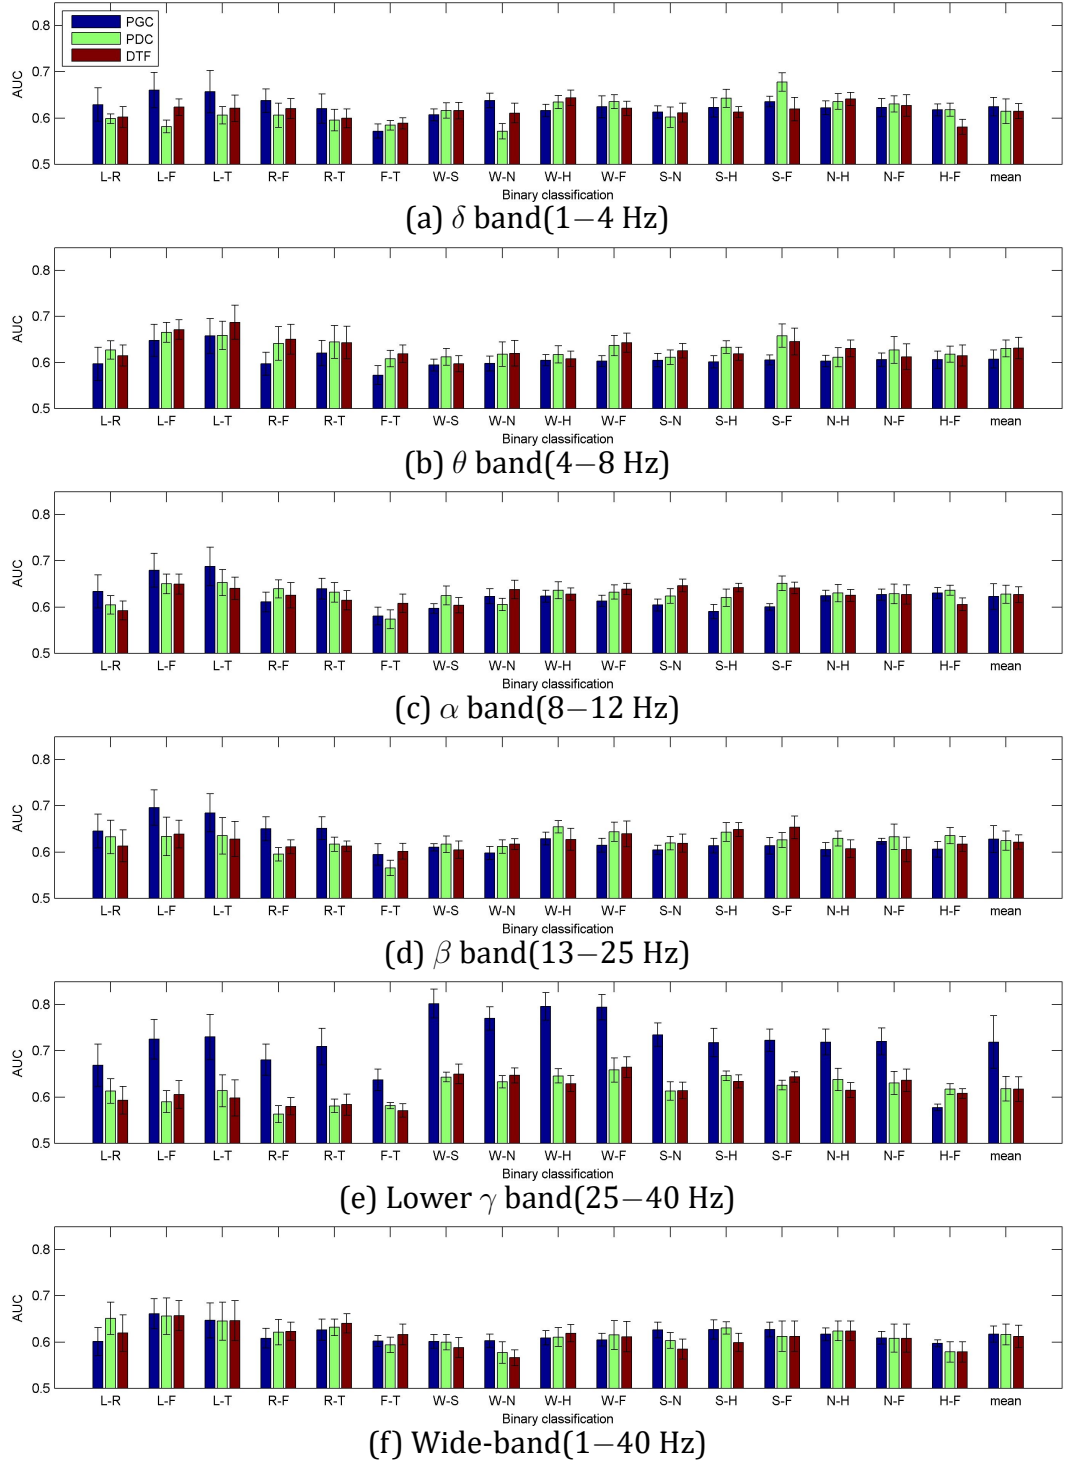 0.8
PGC
PDC
DTF
0.7
AUC
0.6
0.5
L-R L-F L-T R-F R-T F-T W-S W-N W-H W-F S-N S-H S-F N-H N-F H-F mean
Binary classification
(a) δ band(1−4 Hz)
0.8
0.7
AUC
0.6
0.5
L-R L-F L-T R-F R-T F-T W-S W-N W-H W-F S-N S-H S-F N-H N-F H-F mean
Binary classification
(b) θ band(4−8 Hz)
0.8
0.7
AUC
0.6
0.5
L-R L-F L-T R-F R-T F-T W-S W-N W-H W-F S-N S-H S-F N-H N-F H-F mean
Binary classification
(c) α band(8−12 Hz)
0.8
0.7
AUC
0.6
0.5
L-R L-F L-T R-F R-T F-T W-S W-N W-H W-F S-N S-H S-F N-H N-F H-F mean
Binary classification
(d) β band(13−25 Hz)
0.8
0.7
AUC
0.6
0.5
L-R L-F L-T R-F R-T F-T W-S W-N W-H W-F S-N S-H S-F N-H N-F H-F mean
Binary classification
(e) Lower γ band(25−40 Hz)
0.8
0.7
AUC
0.6
0.5
L-R L-F L-T R-F R-T F-T W-S W-N W-H W-F S-N S-H S-F N-H N-F H-F mean
Binary classification
(f) Wide-band(1−40 Hz)